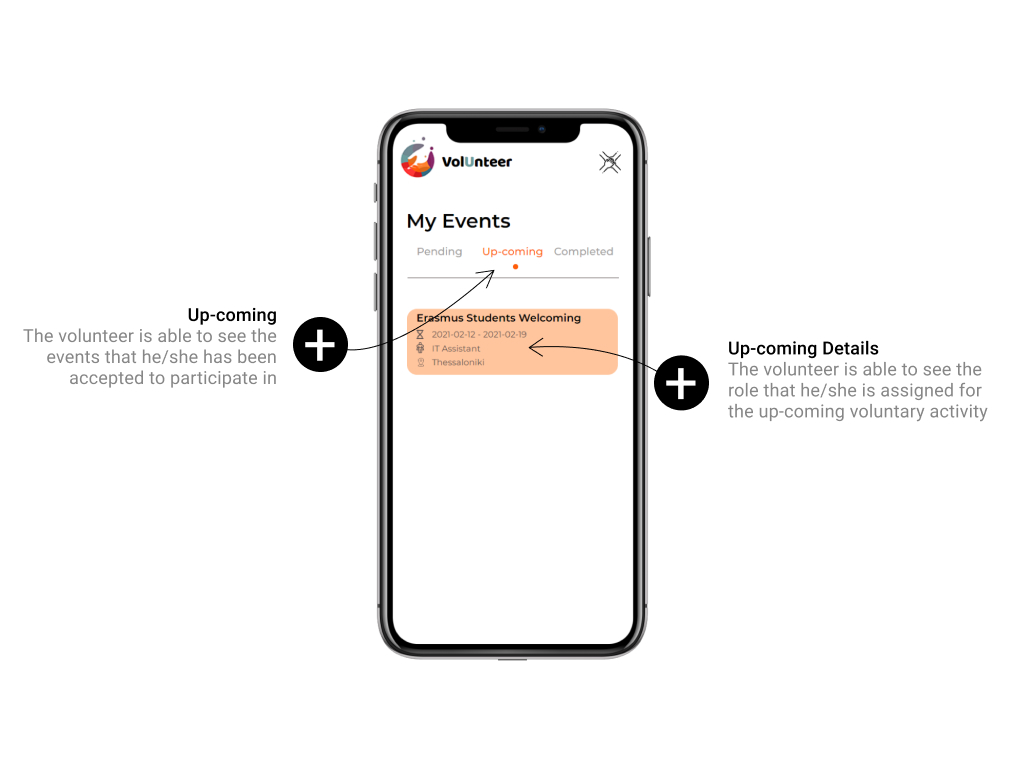 VolUnteer
My Events
Pending Up-coming Completed
Erasmus Students Welcoming
2021-02-12 - 2021-02-19
IT Assistant
Thessaloniki
Up-coming
The volunteer is able to see the
events that he/she has been
accepted to participate in
Up-coming Details
The volunteer is able to see the
role that he/she is assigned for
the up-coming voluntary activity